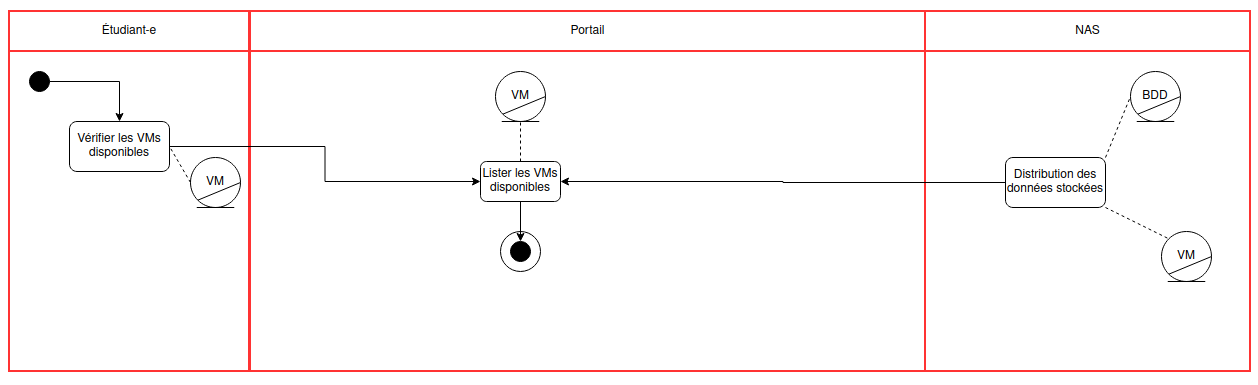 Étudiant-e
Portail
NAS
Vérifier les VMs
disponibles
VM
VM
Lister les VMs
disponibles
BDD
Distribution des
données stockées
VM